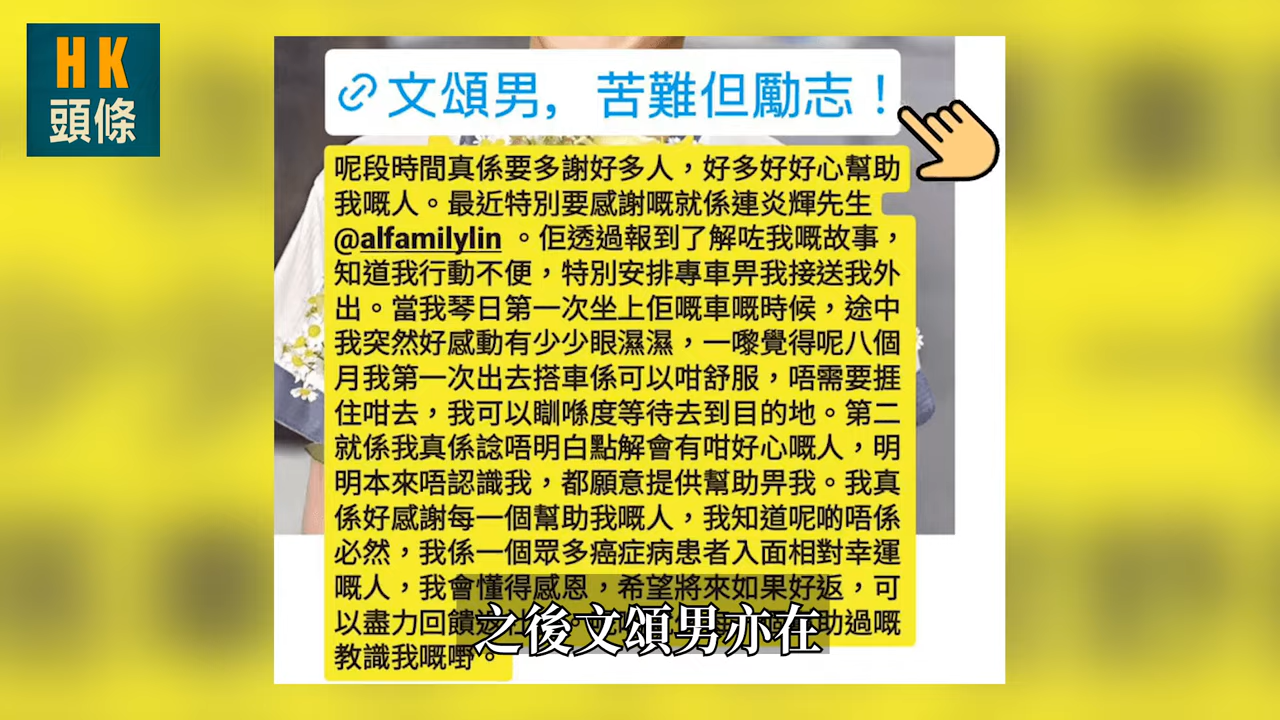 HK
頭條
文頌男，苦難但勵志！
呢段時間真係要多謝好多人，好多好好心幫助
我嘅人。最近特別要感謝嘅就係連炎輝先生
@alfamilylin 。佢透過報到了解咗我嘅故事，
知道我行動不便，特別安排專車畀我接送我外
出。當我琴日第一次坐上佢嘅車嘅時候，途中
我突然好感動有少少眼濕濕，一嚟覺得呢八個
月我第一次出去搭車係可以咁舒服，唔需要捱
住咁去，我可以瞓喺度等待去到目的地。第二
就係我真係諗唔明白點解會有咁好心嘅人，明
明本來唔認識我，都願意提供幫助畀我。我真
係好感謝每一個幫助我嘅人，我知道呢啲唔係
必然，我係一個眾多癌症病患者入面相對幸運
嘅人，我會懂得感恩，希望將來如果好返，可
以盡力回饋 助過嘅
教識我嘅嘢。
之後文頌男亦在